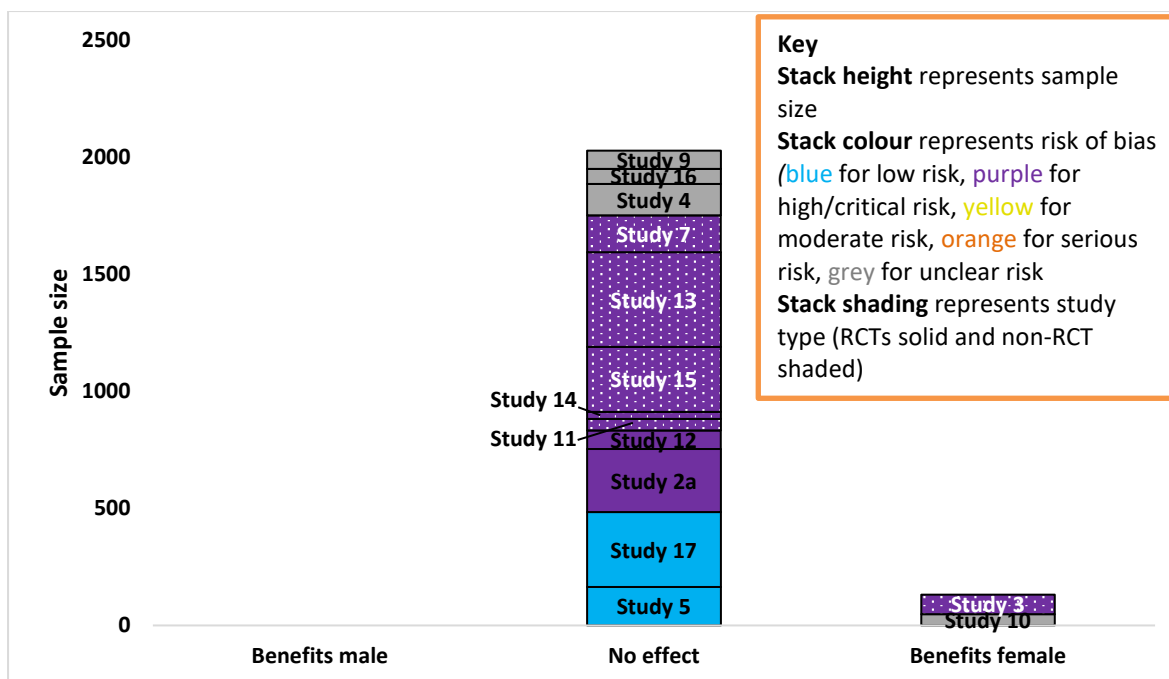 2500
2000
1500
1000
500
0
Sample size
Study 9
Study 16
Study 4
Study 7
Study 13
Study 15
Study 14
Study 11
Study 12
Study 2a
Study 17
Study 5
Study 3
Study 10
Benefits male
No effect
Benefits female
Key
Stack height represents sample
size
Stack colour represents risk of bias
(blue for low risk, purple for
high/critical risk, yellow for
moderate risk, orange for serious
risk, grey for unclear risk
Stack shading represents study
type (RCTs solid and non-RCT
shaded)